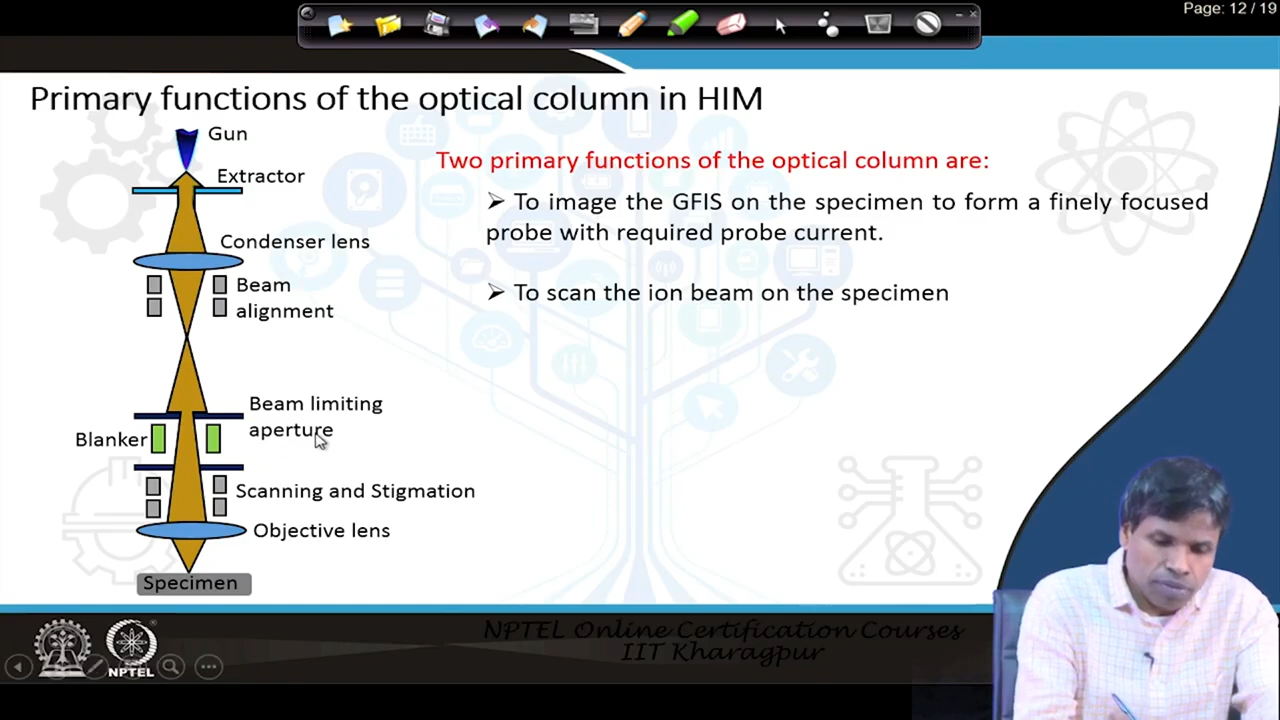 Page: 12 / 19
Primary functions of the optical column in HIM
Gun
Extractor
Condenser lens
Beam
alignment
Beam limiting
aperture
Blanker
Scanning and Stigmation
Objective lens
Specimen
Two primary functions of the optical column are:
➢ To image the GFIS on the specimen to form a finely focused
probe with required probe current.
➢ To scan the ion beam on the specimen
NPTEL
NPTEL Online Certification Courses
IIT Kharagpur